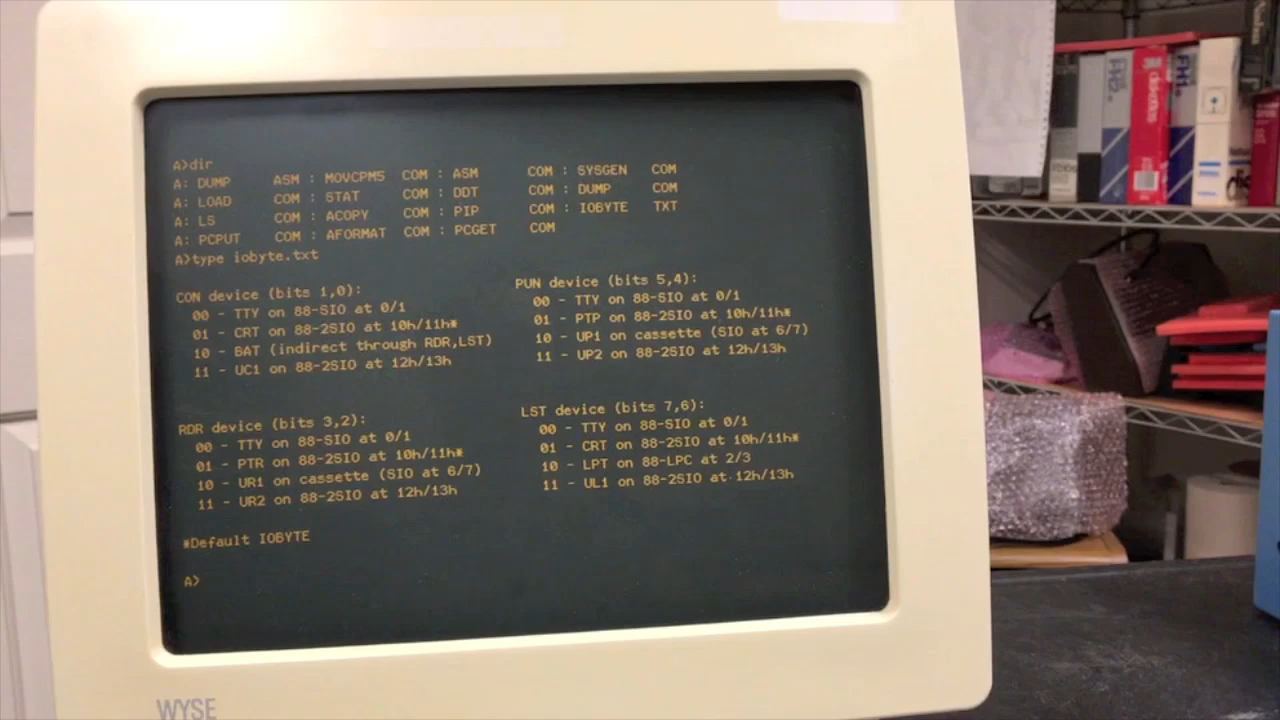 A>dir
A: DUMP ASM : MOVCPM5 COM : ASM COM : SYSGEN COM
A: LOAD COM : STAT COM : DDT COM : DUMP COM
A: LS COM : ACOPY COM : PIP COM : IOBYTE TXT
A: PCPUT COM : AFORMAT COM : PCGET COM
A>type iobyte.txt
CON device (bits 1,0):
00 - TTY on 88-SIO at 0/1
01 - CRT on 88-2SIO at 10h/11h*
10 - BAT (indirect through RDR,LST)
11 - UC1 on 88-2SIO at 12h/13h
PUN device (bits 5,4):
00 - TTY on 88-SIO at 0/1
01 - PTP on 88-2SIO at 10h/11h*
10 - UP1 on cassette (SIO at 6/7)
11 - UP2 on 88-2SIO at 12h/13h
RDR device (bits 3,2):
00 - TTY on 88-SIO at 0/1
01 - PTR on 88-2SIO at 10h/11h*
10 - UR1 on cassette (SIO at 6/7)
11 - UR2 on 88-2SIO at 12h/13h
LST device (bits 7,6):
00 - TTY on 88-SIO at 0/1
01 - CRT on 88-2SIO at 10h/11h*
10 - LPT on 88-LPC at 2/3
11 - UL1 on 88-2SIO at 12h/13h
*Default IOBYTE
A>
WYSE